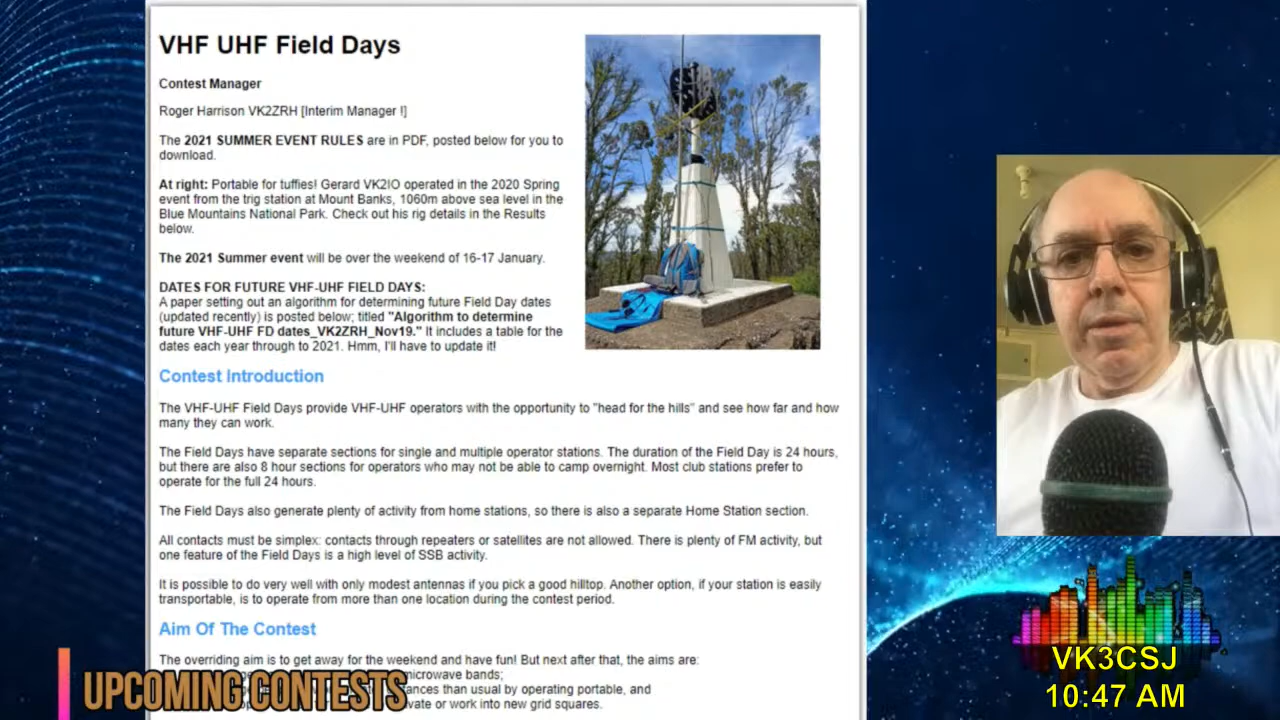 VHF UHF Field Days
Contest Manager
Roger Harrison VK2ZRH [Interim Manager !]
The 2021 SUMMER EVENT RULES are in PDF, posted below for you to
download.
At right: Portable for tuffies! Gerard VK2IO operated in the 2020 Spring
event from the trig station at Mount Banks, 1060m above sea level in the
Blue Mountains National Park. Check out his rig details in the Results
below.
The 2021 Summer event will be over the weekend of 16-17 January.
DATES FOR FUTURE VHF-UHF FIELD DAYS:
A paper setting out an algorithm for determining future Field Day dates
(updated recently) is posted below; titled "Algorithm to determine
future VHF-UHF FD dates_VK2ZRH_Nov19." It includes a table for the
dates each year through to 2021. Hmm, I'll have to update it!
Contest Introduction
The VHF-UHF Field Days provide VHF-UHF operators with the opportunity to "head for the hills" and see how far and how
many they can work.
The Field Days have separate sections for single and multiple operator stations. The duration of the Field Day is 24 hours,
but there are also 8 hour sections for operators who may not be able to camp overnight. Most club stations prefer to
operate for the full 24 hours.
The Field Days also generate plenty of activity from home stations, so there is also a separate Home Station section.
All contacts must be simplex: contacts through repeaters or satellites are not allowed. There is plenty of FM activity, but
one feature of the Field Days is a high level of SSB activity.
It is possible to do very well with only modest antennas if you pick a good hilltop. Another option, if your station is easily
transportable, is to operate from more than one location during the contest period.
Aim Of The Contest
The overriding aim is to get away for the weekend and have fun! But next after that, the aims are:
microwave bands;
than usual by operating portable, and
or work into new grid squares.
UPCOMING CONTESTS
VK3CSJ
10:47 AM